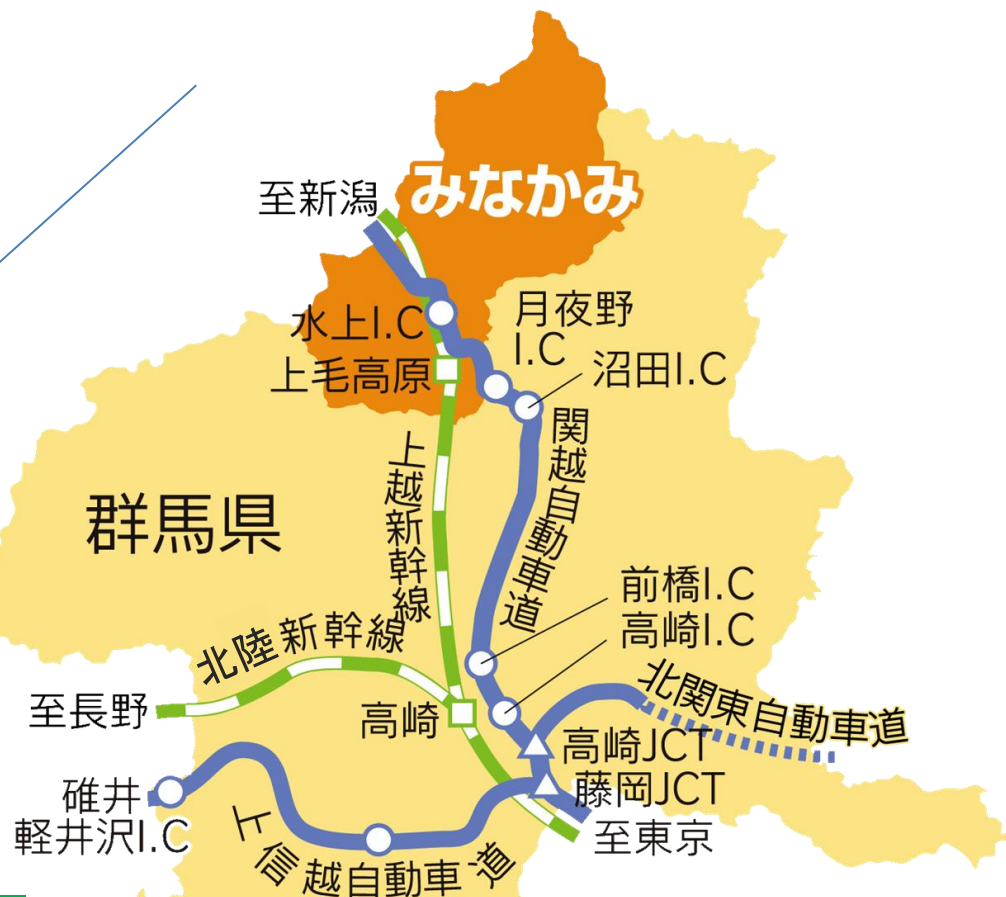 みなかみ
至新潟
水上I.C
月夜野
I.C
上毛高原
沼田I.C
関越自動車道
上越新幹線
群馬県
前橋I.C
高崎I.C
北陸新幹線
北関東自動車道
至長野
高崎
高崎JCT
碓井
軽井沢I.C
藤岡JCT
至東京
上信越自動車道